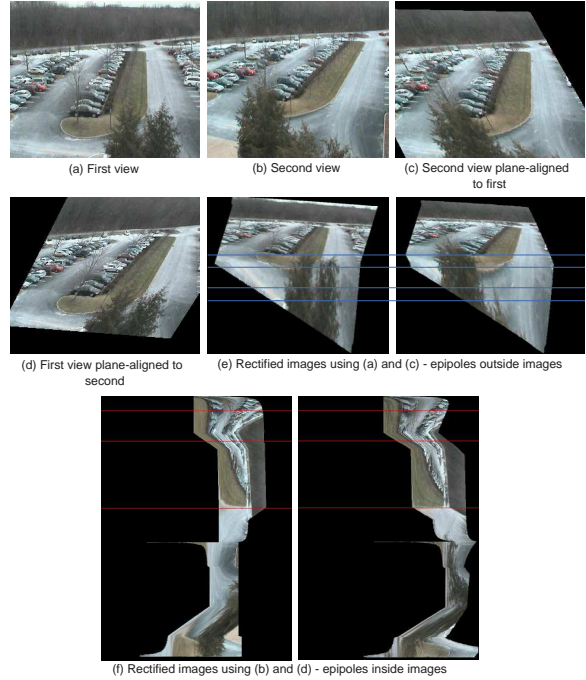 (a) First view
(b) Second view
(c) Second view plane-aligned
to first
(d) First view plane-aligned to
second
(e) Rectified images using (a) and (c) - epipoles outside images
(f) Rectified images using (b) and (d) - epipoles inside images